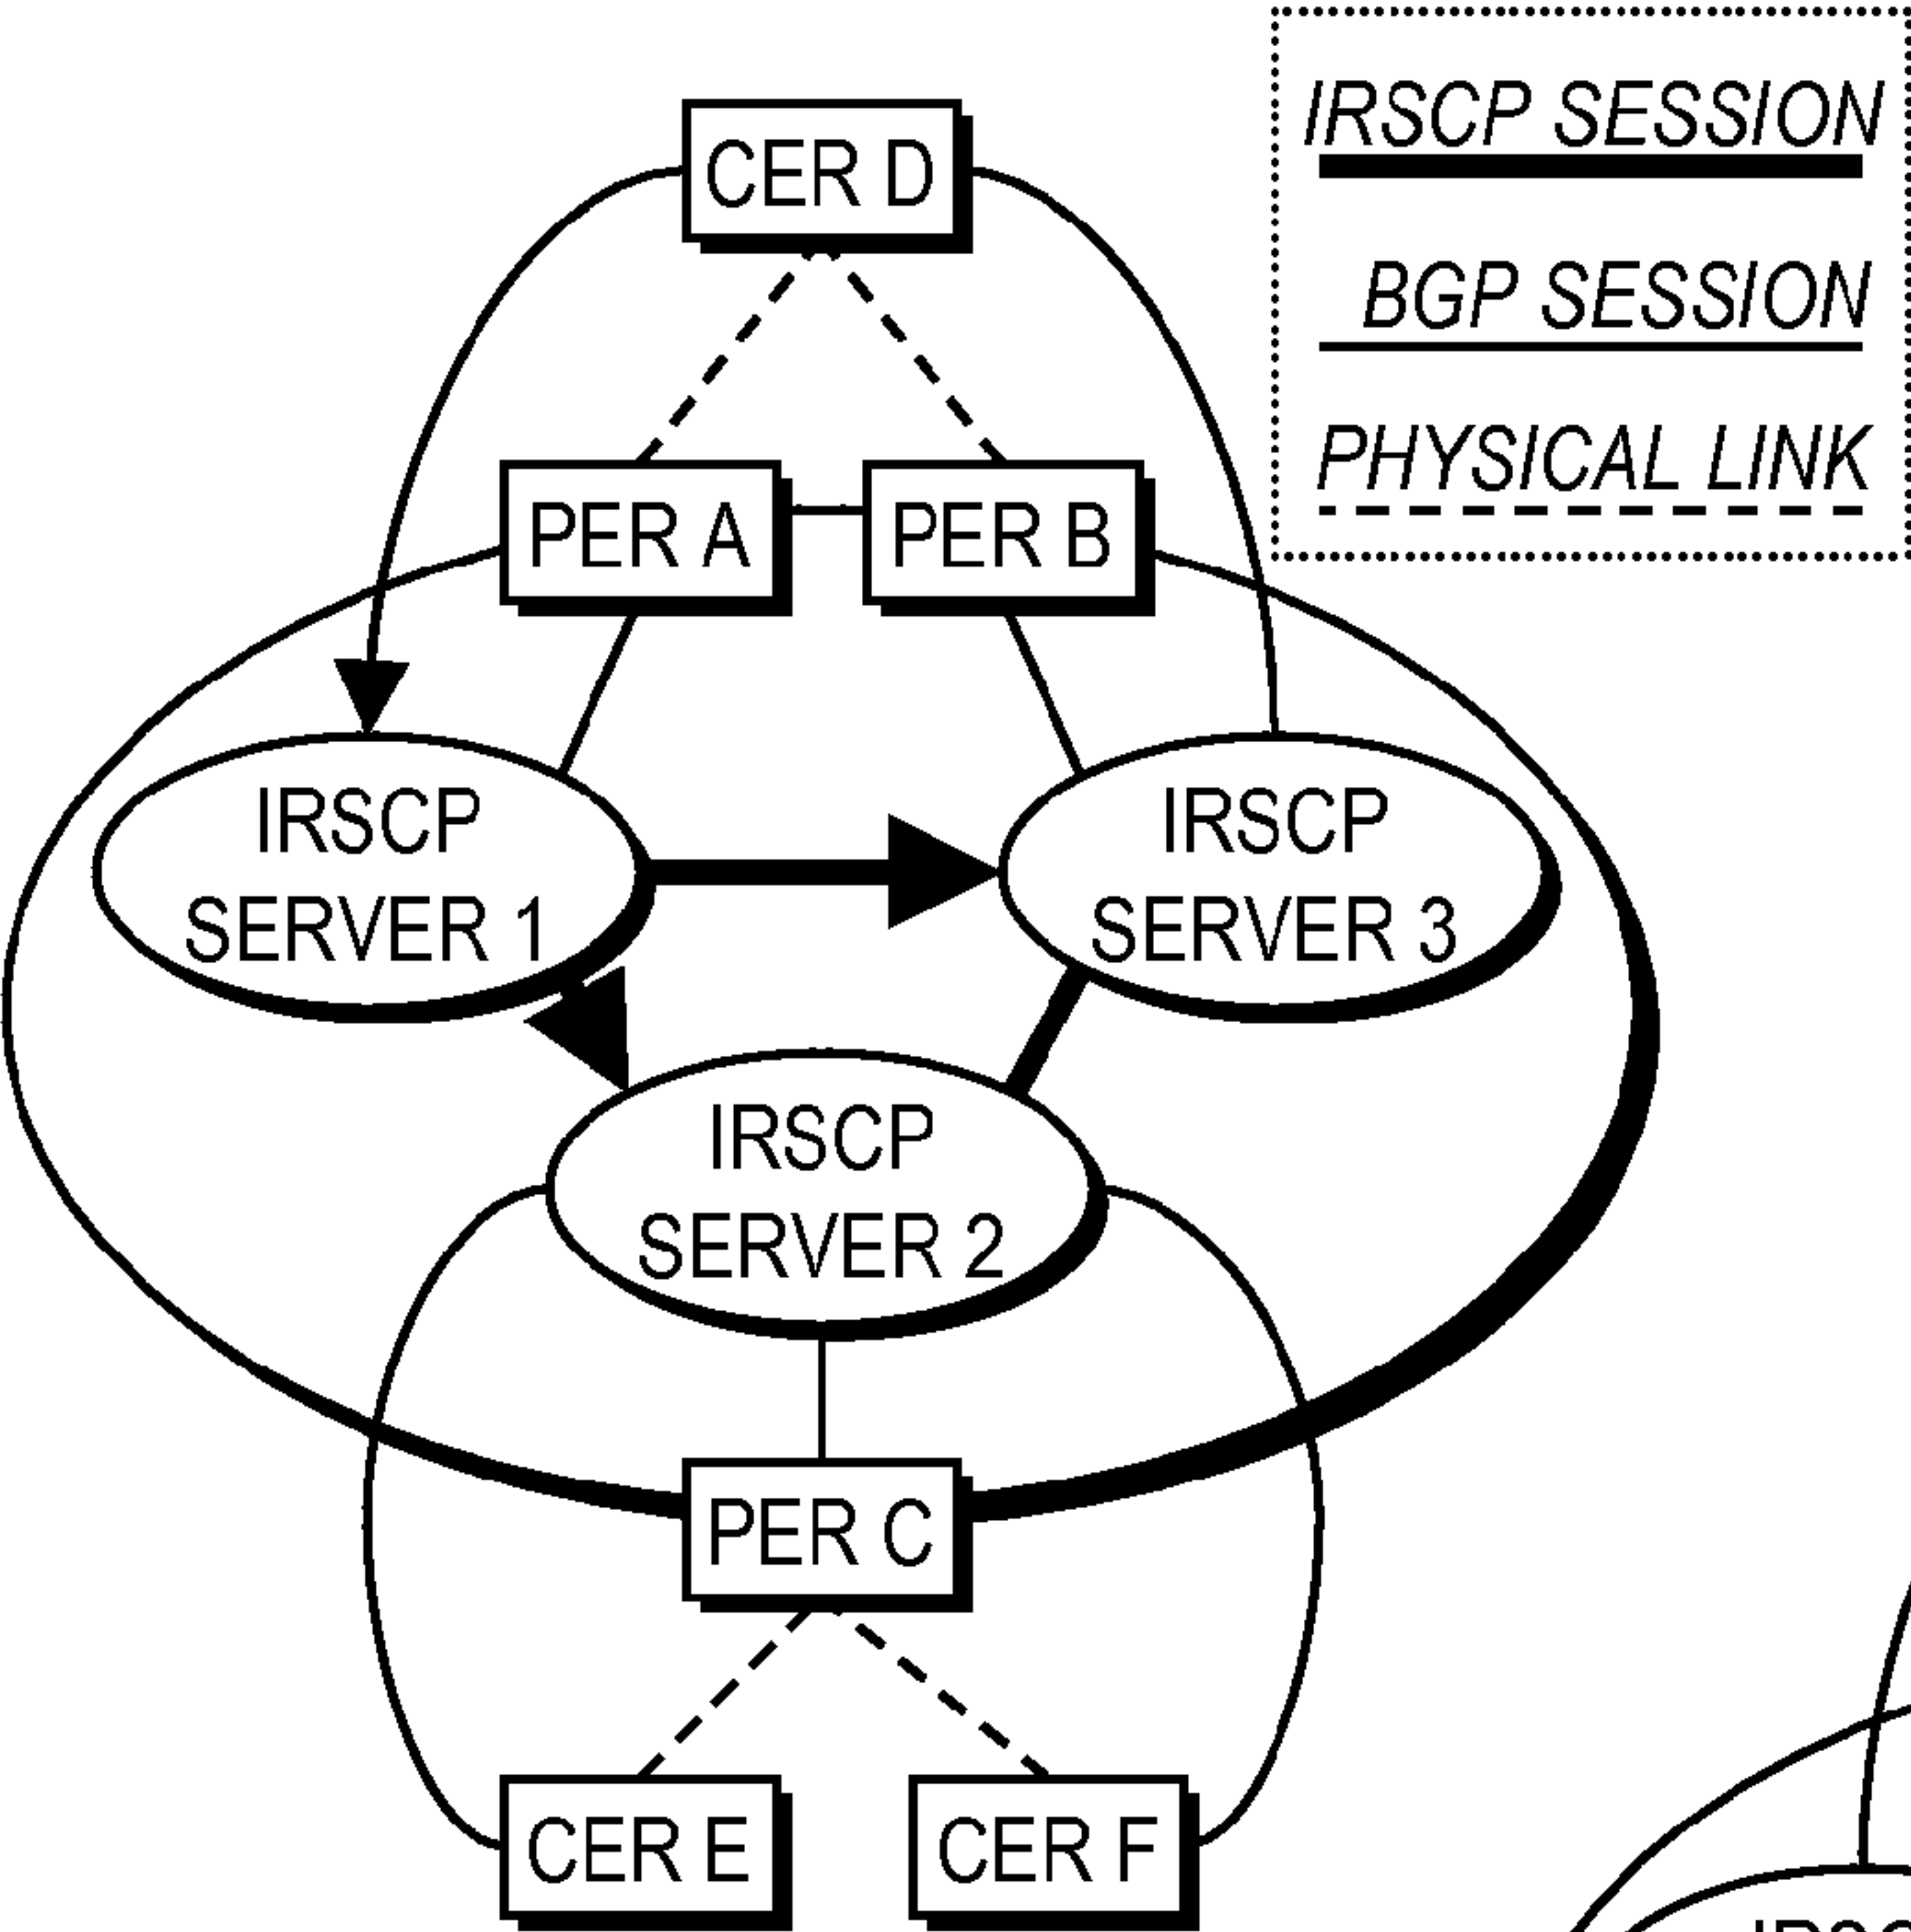 IRSCP SESSION
BGP SESSION
PHYSICAL LINK
CER D
PER A
PER B
IRSCP
SERVER 1
IRSCP
SERVER 3
IRSCP
SERVER 2
PER C
CER E
CER F